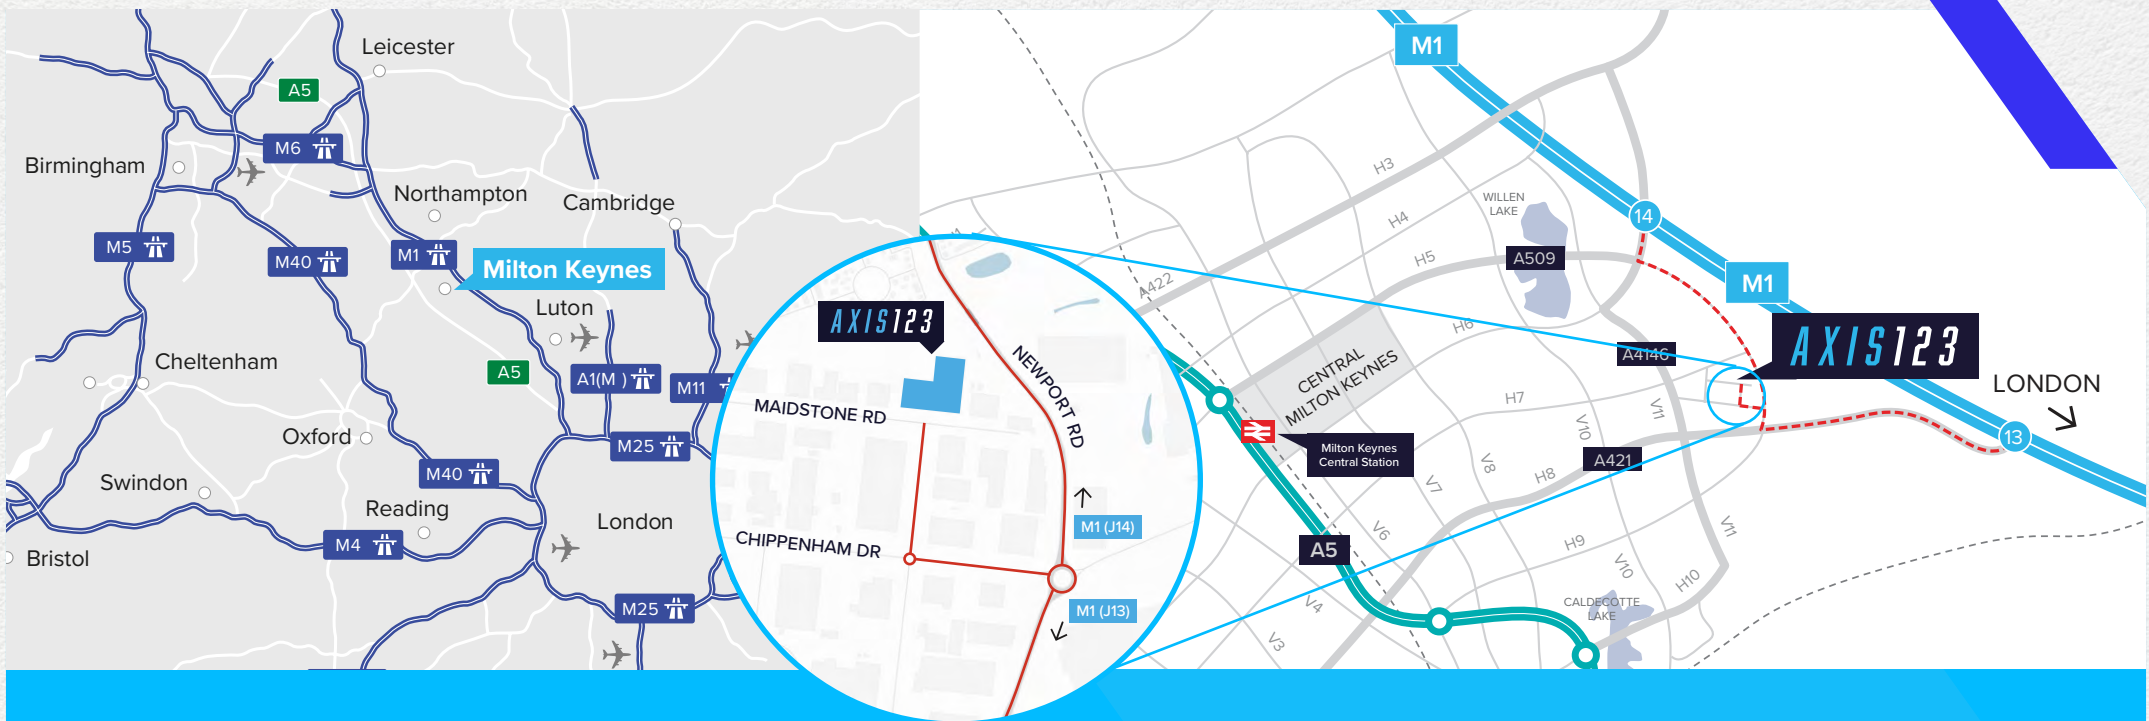 Leicester
A5
M6
Birmingham
Northampton
Cambridge
M5
M40
M1
Milton Keynes
Luton
Cheltenham
A5
A1(M )
M11
Oxford
M25
M40
Swindon
Reading
London
M4
Bristol
M25
AXIS123
MAIDSTONE RD
NEWPORT RD
CHIPPENHAM DR
M1 (J14)
M1 (J13)
M1
H3
WILLEN
LAKE
H4
14
H5
A509
M1
A422
H6
A4146
AXIS123
CENTRAL
MILTON KEYNES
LONDON
H7
V10
V11
13
Milton Keynes
Central Station
A421
V8
H8
V7
V6
V11
A5
H9
V10
H10
CALDECOTTE
LAKE
V4
V3